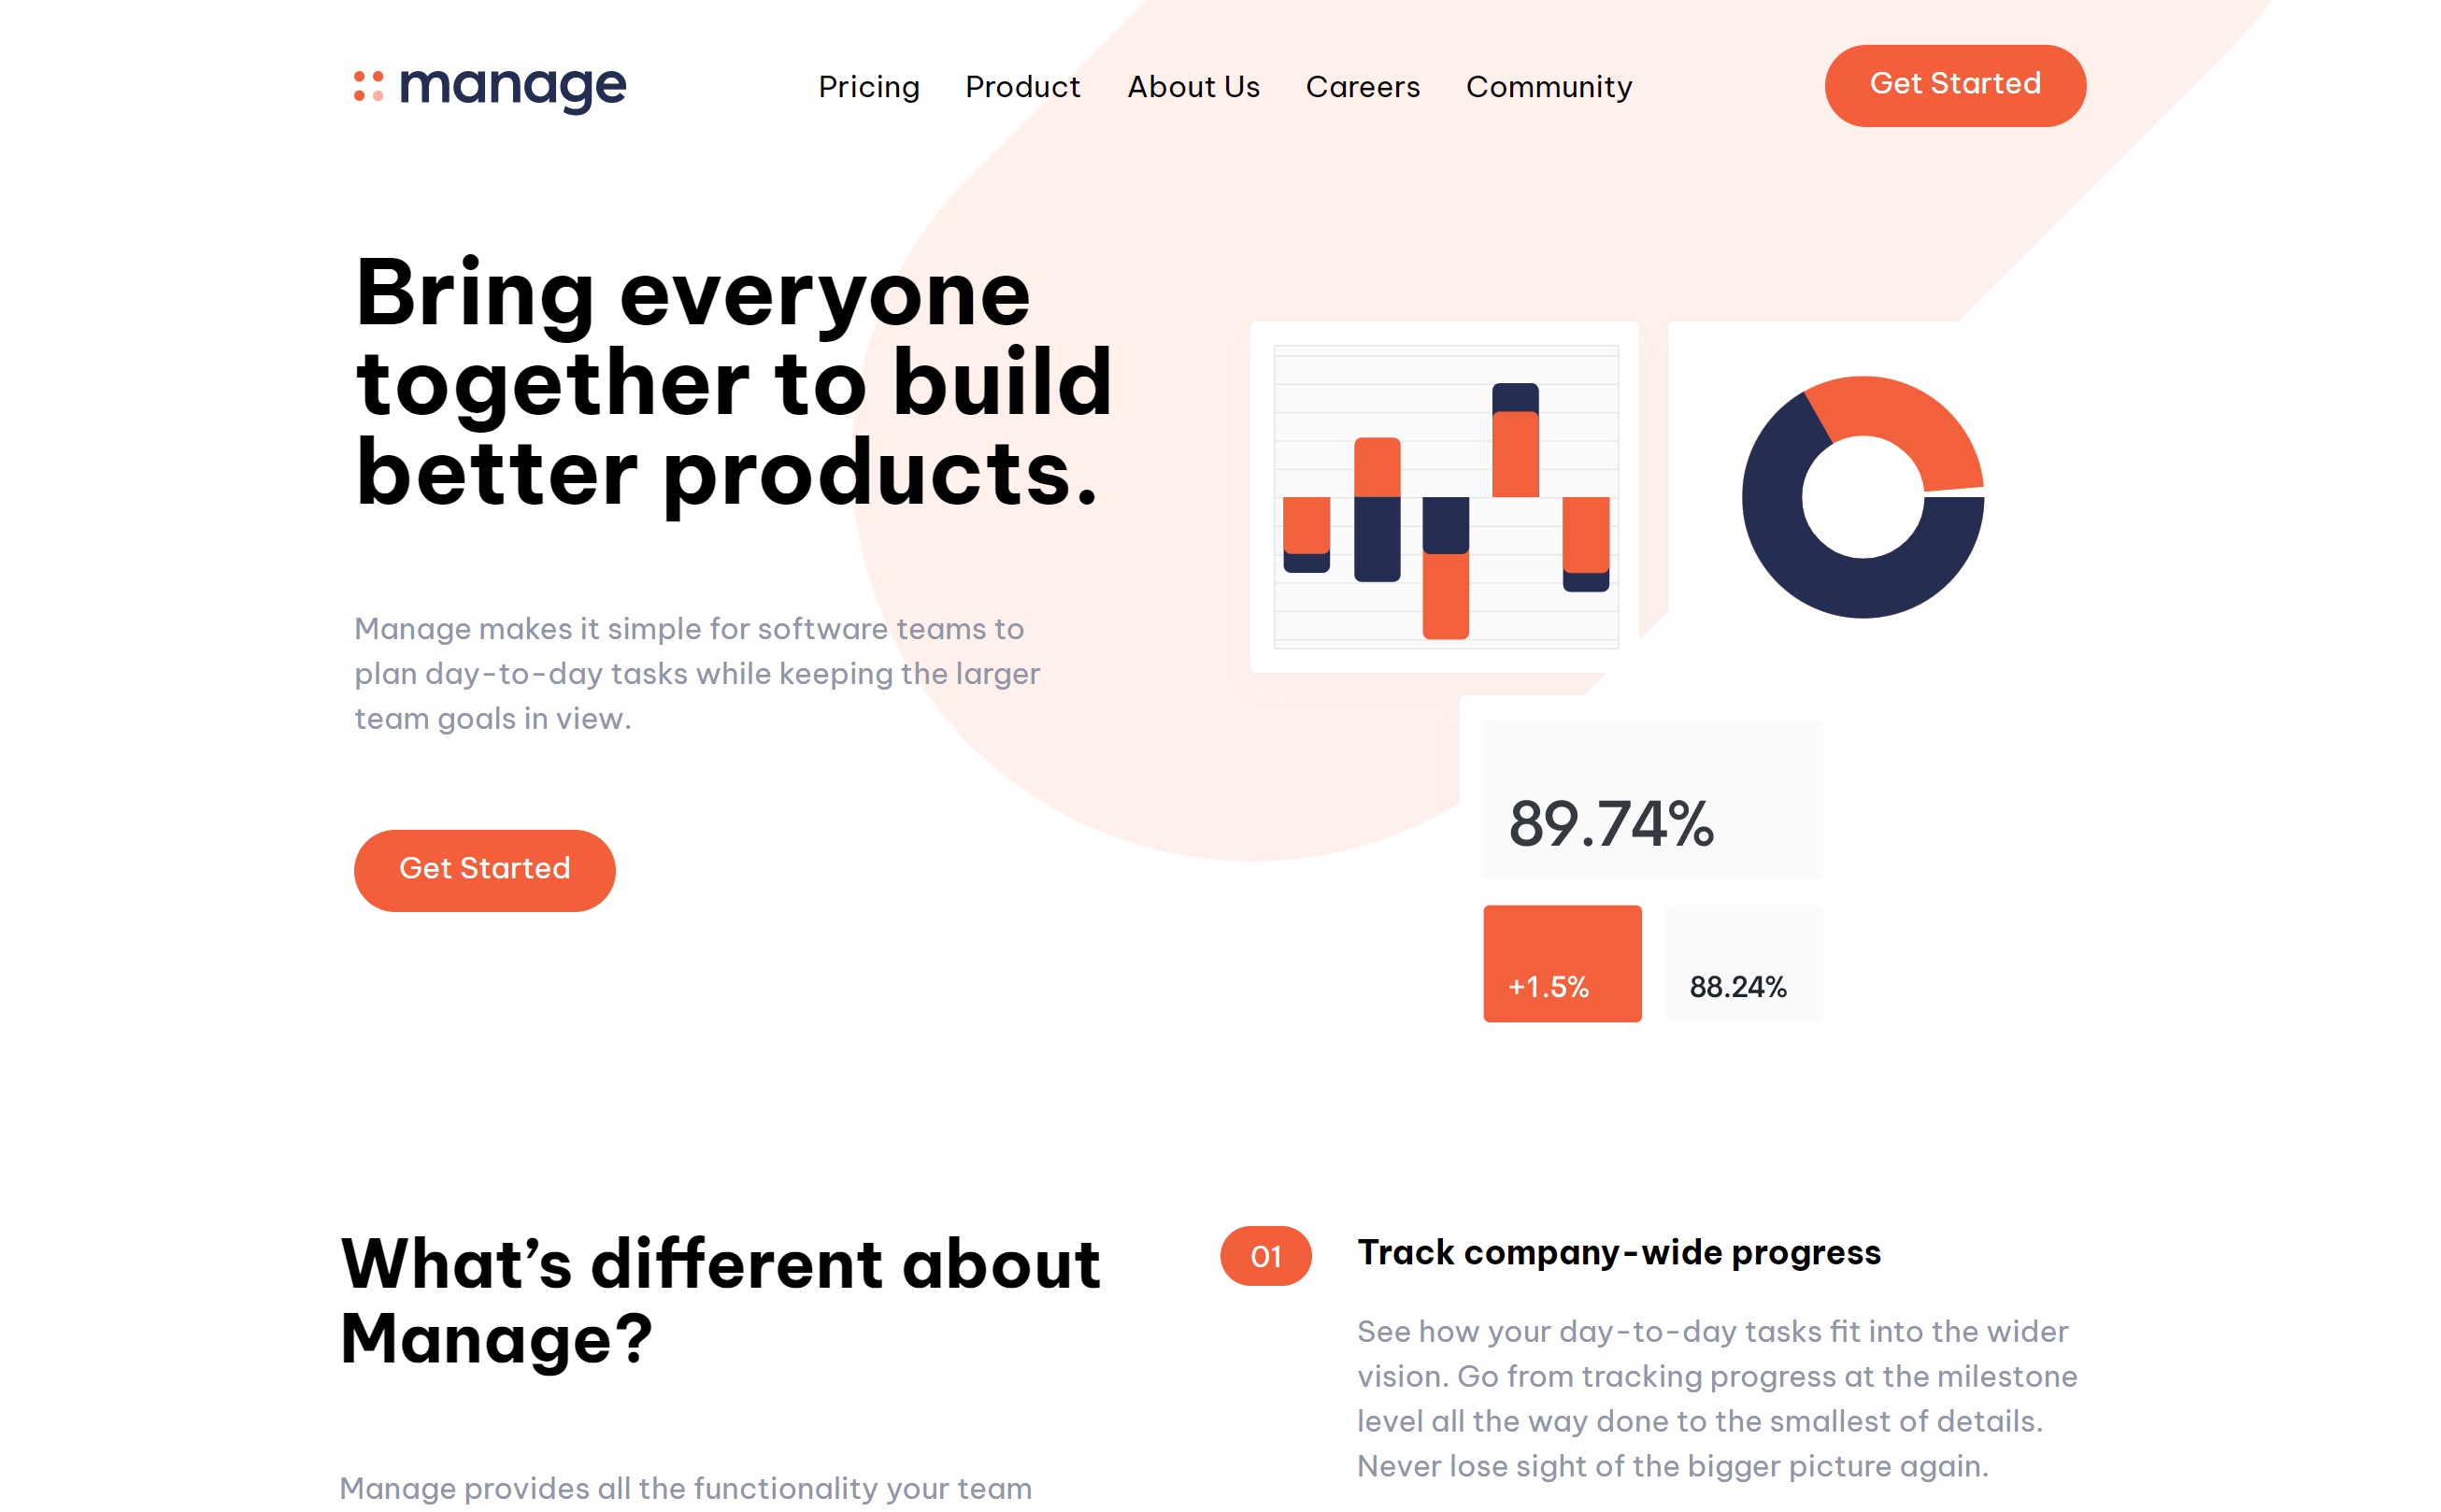 manage
Pricing Product About Us Careers Community
Get Started
Bring everyone
together to build
better products.
Manage makes it simple for software teams to
plan day-to-day tasks while keeping the larger
team goals in view.
Get Started
89.74%
+1.5%
88.24%
What’s different about
Manage?
Manage provides all the functionality your team
01
Track company-wide progress
See how your day-to-day tasks fit into the wider
vision. Go from tracking progress at the milestone
level all the way done to the smallest of details.
Never lose sight of the bigger picture again.